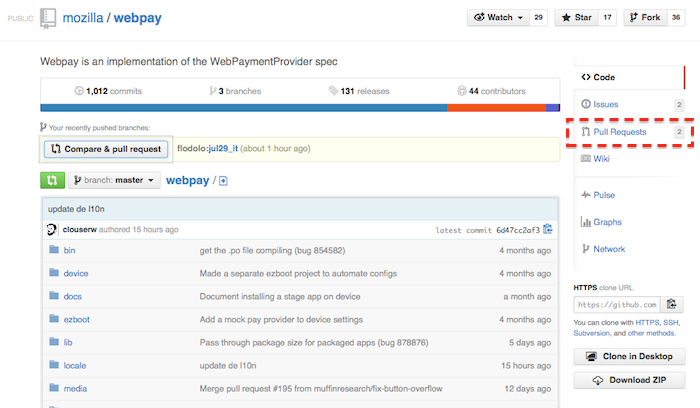 PUBLIC mozilla / webpay Watch 29 Star 17 Fork 36
Webpay is an implementation of the WebPaymentProvider spec
1,012 commits 3 branches 131 releases 44 contributors
Your recently pushed branches:
Compare & pull request flodolo:jul29_it (about 1 hour ago)
branch: master webpay /
update de l10n
clouserw authored 15 hours ago latest commit 6d47cc2af3
bin get the .po file compiling (bug 854582) 4 months ago
device Made a separate ezboot project to automate configs 4 months ago
docs Document installing a stage app on device a month ago
ezboot Add a mock pay provider to device settings 4 months ago
lib Pass through package size for packaged apps (bug 878876) 5 days ago
locale update de l10n 15 hours ago
media Merge pull request #195 from muffinresearch/fix-button-overflow 12 days ago
Code
Issues 2
Pull Requests 2
Wiki
Pulse
Graphs
Network
HTTPS clone URL
https://github.com
You can clone with HTTPS, SSH,
Subversion, and other methods.
Clone in Desktop
Download ZIP